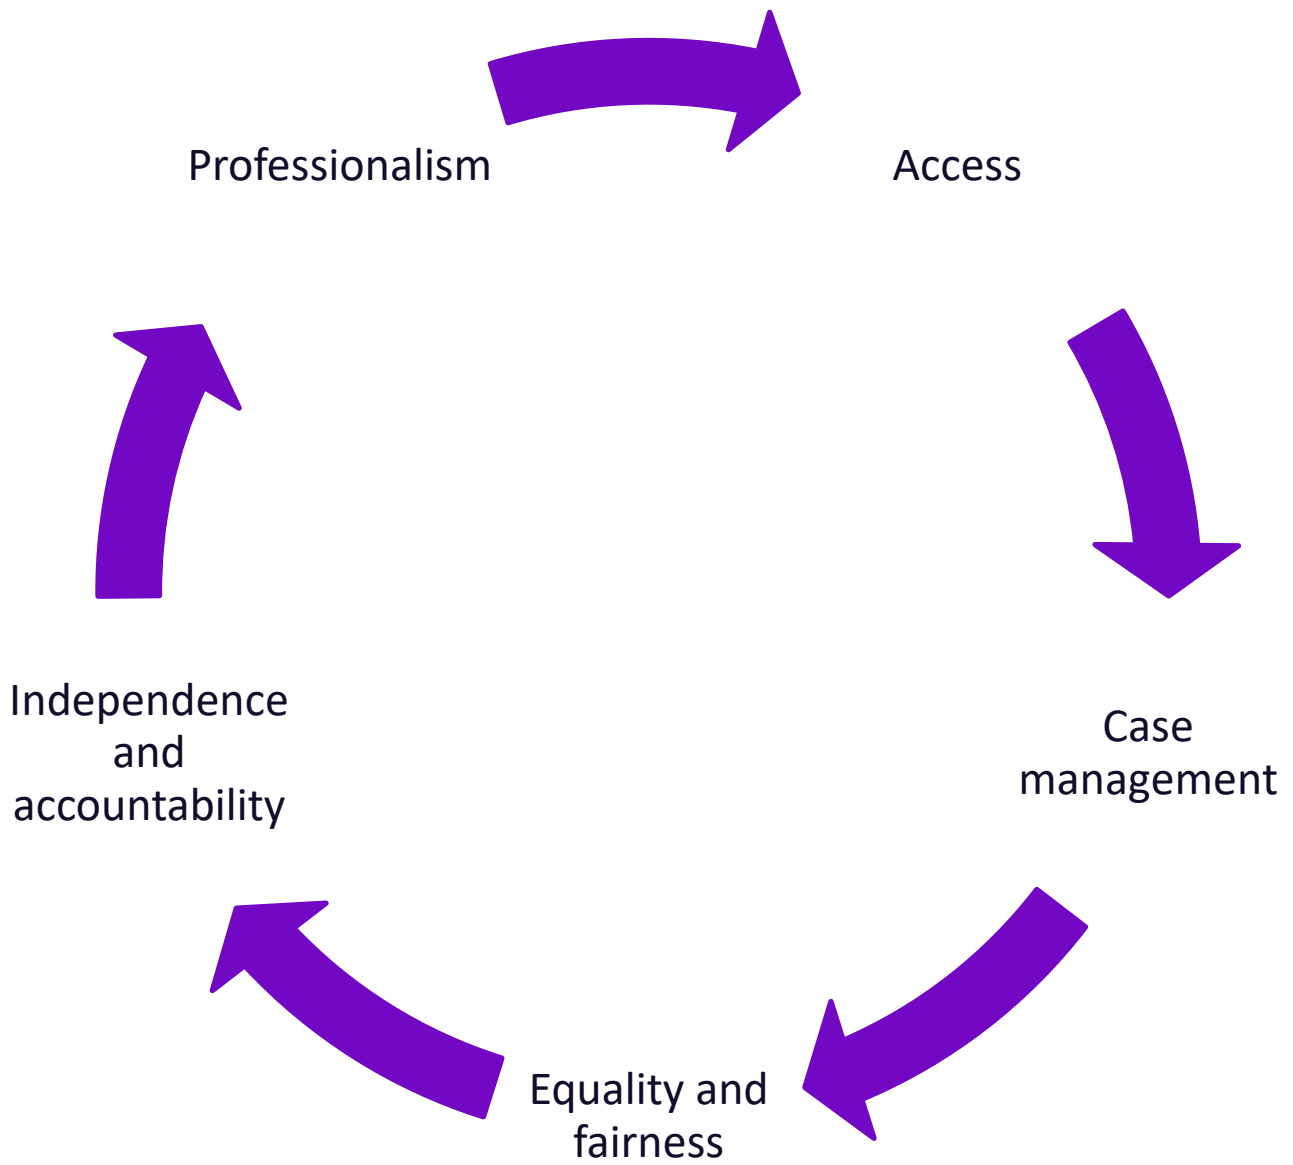 Professionalism
Access
Independence
and
accountability
Case
management
Equality and
fairness